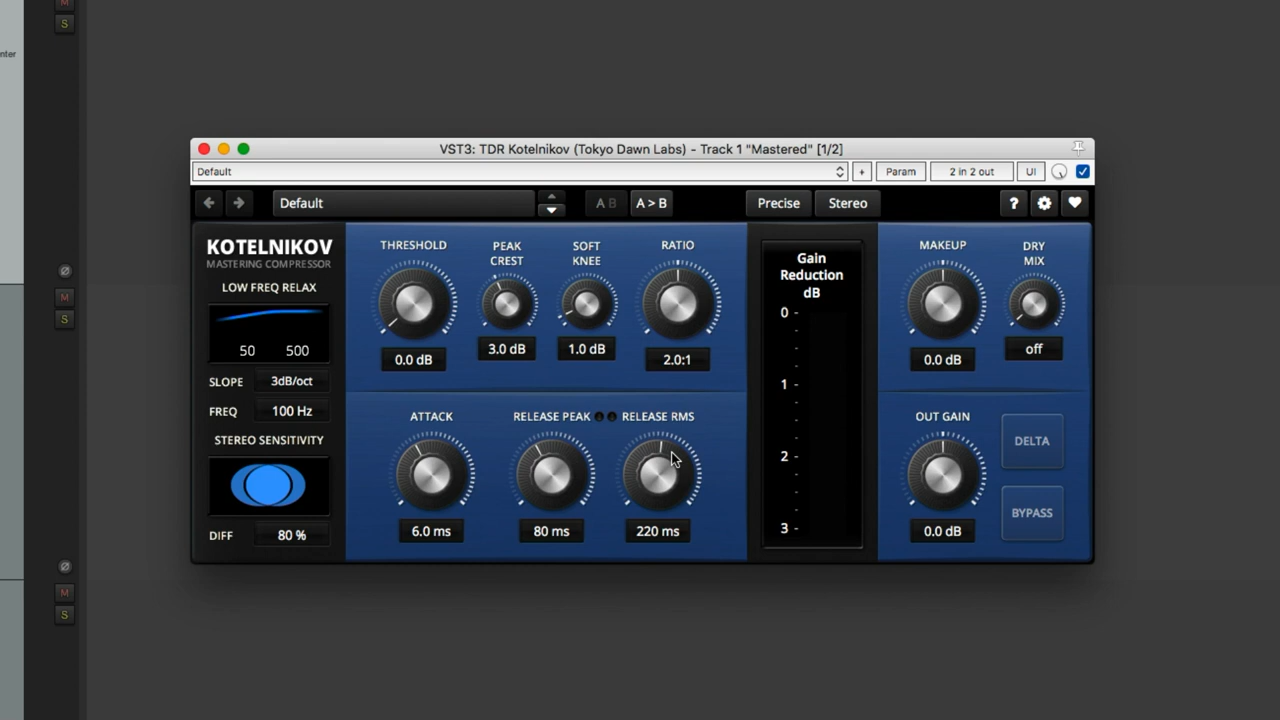 M
S
nter
VST3: TDR Kotelnikov (Tokyo Dawn Labs) - Track 1 "Mastered" [1/2]
Default
+
Param
2 in 2 out
UI
Default
A B
A > B
Precise
Stereo
?
KOTELNIKOV
MASTERING COMPRESSOR
LOW FREQ RELAX
50 500
SLOPE 3dB/oct
FREQ 100 Hz
STEREO SENSITIVITY
DIFF 80 %
THRESHOLD
0.0 dB
PEAK
CREST
3.0 dB
SOFT
KNEE
1.0 dB
RATIO
2.0:1
ATTACK
6.0 ms
RELEASE PEAK
80 ms
RELEASE RMS
220 ms
Gain
Reduction
dB
0 -
1 -
2 -
3 -
MAKEUP
0.0 dB
DRY
MIX
off
OUT GAIN
0.0 dB
DELTA
BYPASS
Ø
M
S
Ø
M
S